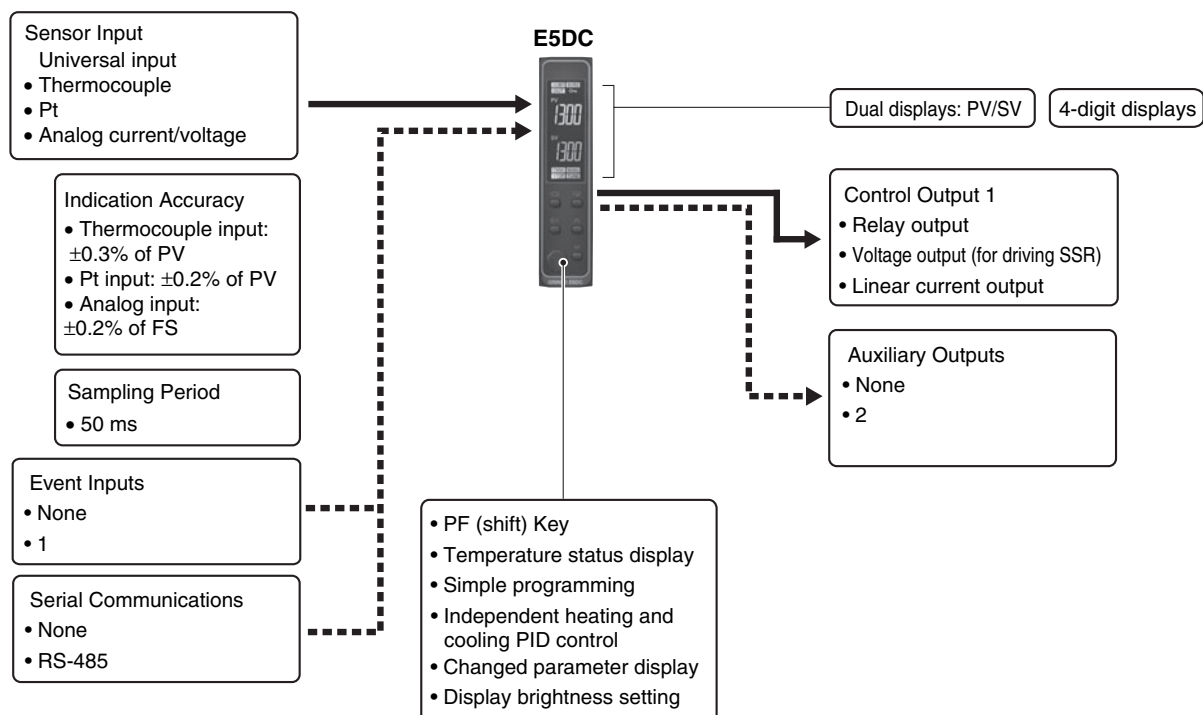 Sensor Input
Universal input
• Thermocouple
• Pt
• Analog current/voltage
Indication Accuracy
• Thermocouple input:
±0.3% of PV
• Pt input: ±0.2% of PV
• Analog input:
±0.2% of FS
Sampling Period
• 50 ms
Event Inputs
• None
• 1
Serial Communications
• None
• RS-485
E5DC
PV
1300
SV
1300
• PF (shift) Key
• Temperature status display
• Simple programming
• Independent heating and
cooling PID control
• Changed parameter display
• Display brightness setting
Dual displays: PV/SV
4-digit displays
Control Output 1
• Relay output
• Voltage output (for driving SSR)
• Linear current output
Auxiliary Outputs
• None
• 2